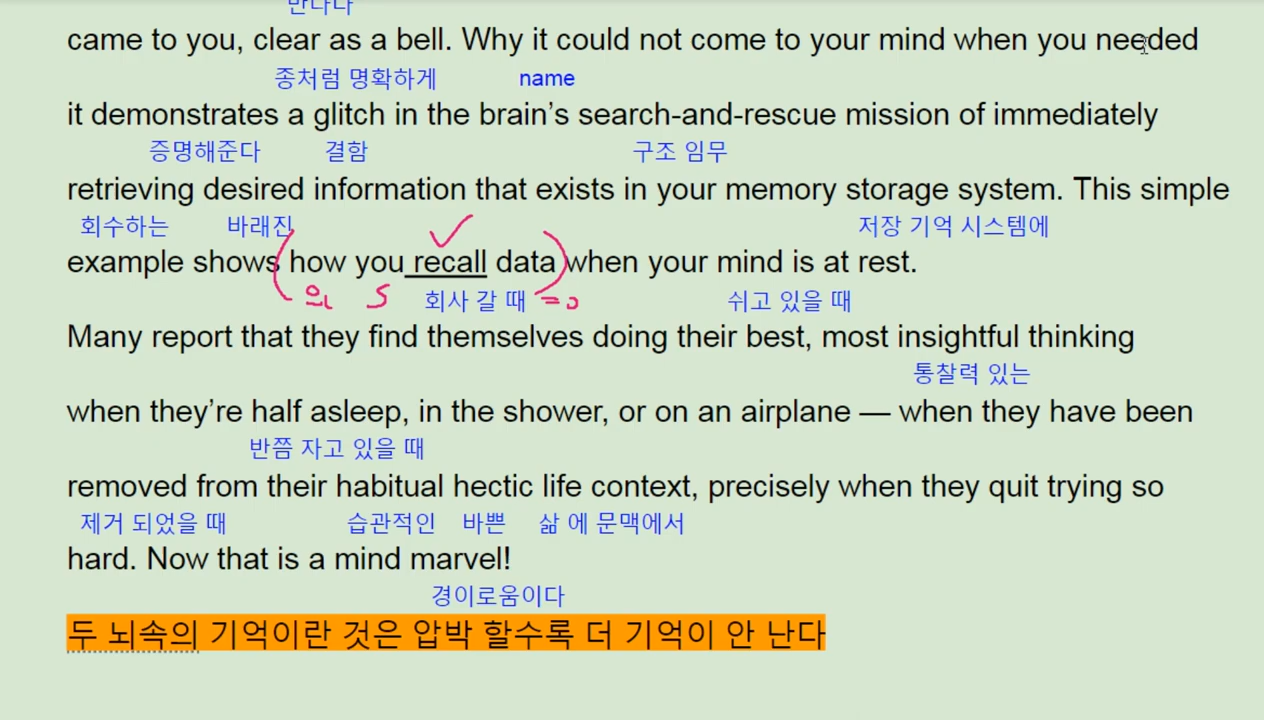 만다다
came to you, clear as a bell. Why it could not come to your mind when you needed
종처럼 명확하게 name
it demonstrates a glitch in the brain’s search-and-rescue mission of immediately
증명해준다 결함 구조 임무
retrieving desired information that exists in your memory storage system. This simple
회수하는 바래진 저장 기억 시스템에
example shows (how you recall data) when your mind is at rest.
의 S 회사 갈 때 =ㅇ 쉬고 있을 때
Many report that they find themselves doing their best, most insightful thinking
통찰력 있는
when they’re half asleep, in the shower, or on an airplane — when they have been
반쯤 자고 있을 때
removed from their habitual hectic life context, precisely when they quit trying so
제거 되었을 때 습관적인 바쁜 삶 에 문맥에서
hard. Now that is a mind marvel!
경이로움이다
두 뇌속의 기억이란 것은 압박 할수록 더 기억이 안 난다